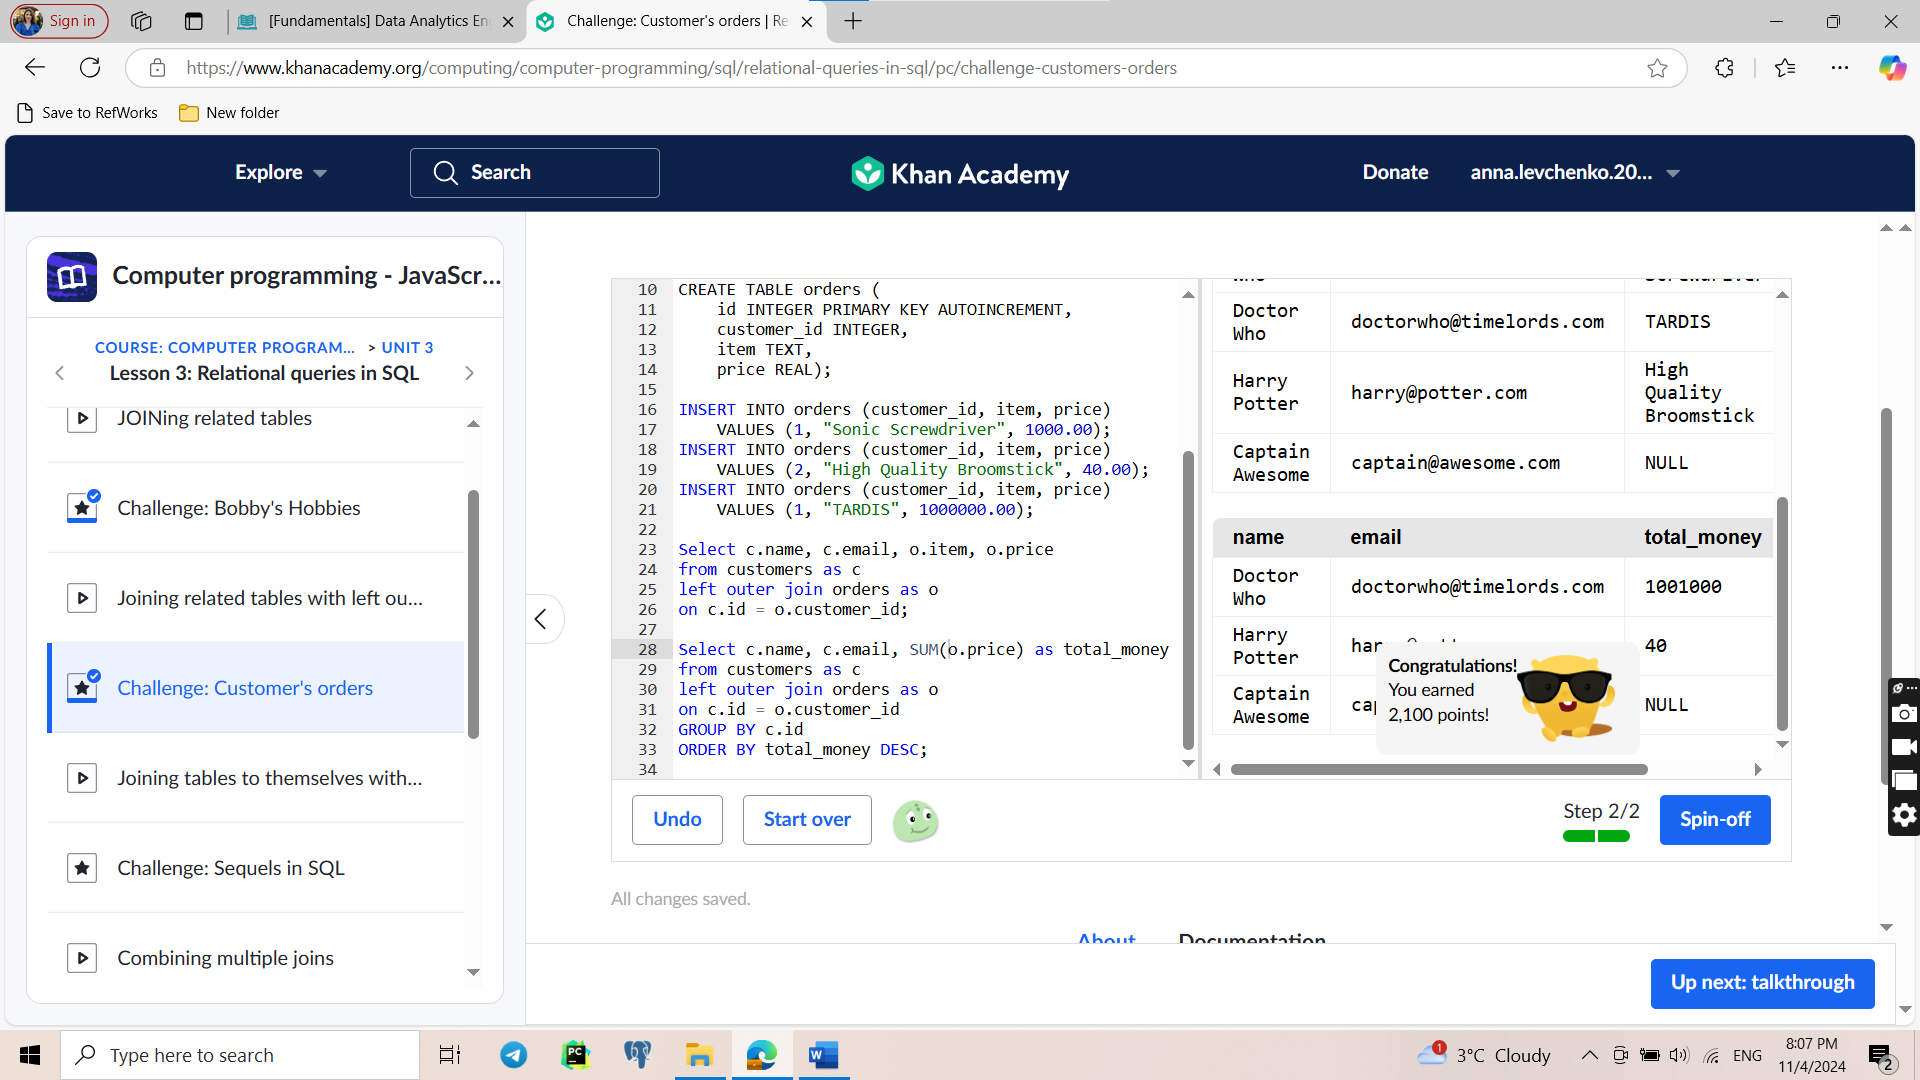 Sign in
[Fundamentals] Data Analytics En
Challenge: Customer's orders | Re
https://www.khanacademy.org/computing/computer-programming/sql/relational-queries-in-sql/pc/challenge-customers-orders
Save to RefWorks
New folder
Explore
Search
Khan Academy
Donate
anna.levchenko.20...
Computer programming - JavaScr...
COURSE: COMPUTER PROGRAM... > UNIT 3
Lesson 3: Relational queries in SQL
JOINing related tables
Challenge: Bobby's Hobbies
Joining related tables with left ou...
Challenge: Customer's orders
Joining tables to themselves with...
Challenge: Sequels in SQL
Combining multiple joins
10 CREATE TABLE orders (
11 id INTEGER PRIMARY KEY AUTOINCREMENT,
12 customer_id INTEGER,
13 item TEXT,
14 price REAL);
15
16 INSERT INTO orders (customer_id, item, price)
17 VALUES (1, "Sonic Screwdriver", 1000.00);
18 INSERT INTO orders (customer_id, item, price)
19 VALUES (2, "High Quality Broomstick", 40.00);
20 INSERT INTO orders (customer_id, item, price)
21 VALUES (1, "TARDIS", 1000000.00);
22
23 Select c.name, c.email, o.item, o.price
24 from customers as c
25 left outer join orders as o
26 on c.id = o.customer_id;
27
28 Select c.name, c.email, SUM(o.price) as total_money
29 from customers as c
30 left outer join orders as o
31 on c.id = o.customer_id
32 GROUP BY c.id
33 ORDER BY total_money DESC;
34
Doctor
Who
doctorwho@timelords.com
TARDIS
Harry
Potter
harry@potter.com
High
Quality
Broomstick
Captain
Awesome
captain@awesome.com
NULL
name email total_money
Doctor
Who
doctorwho@timelords.com
1001000
Harry
Potter
har
40
Captain
Awesome
cap
NULL
Congratulations!
You earned
2,100 points!
Undo
Start over
Step 2/2
Spin-off
All changes saved.
About
Documentation
Up next: talkthrough
Type here to search
PC
W
1
3°C Cloudy
ENG
8:07 PM
11/4/2024
2